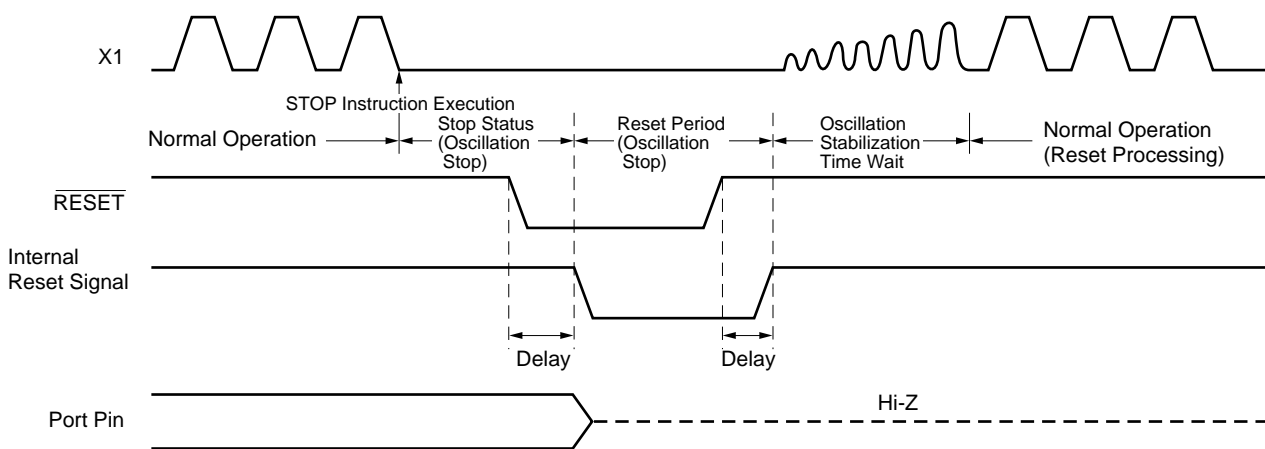 X1
STOP Instruction Execution
Normal Operation
Stop Status
(Oscillation
Stop)
Reset Period
(Oscillation
Stop)
Oscillation
Stabilization
Time Wait
Normal Operation
(Reset Processing)
RESET
Internal
Reset Signal
Delay
Delay
Port Pin
Hi-Z